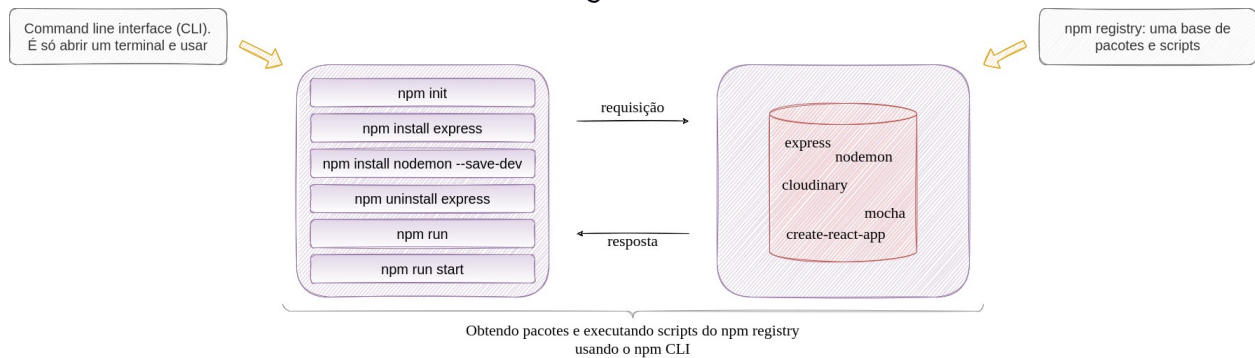 Command line interface (CLI).
É só abrir um terminal e usar
npm registry: uma base de
pacotes e scripts
npm init
npm install express
npm install nodemon --save-dev
npm uninstall express
npm run
npm run start
requisição
resposta
express
nodemon
cloudinary
mocha
create-react-app
Obtendo pacotes e executando scripts do npm registry
usando o npm CLI